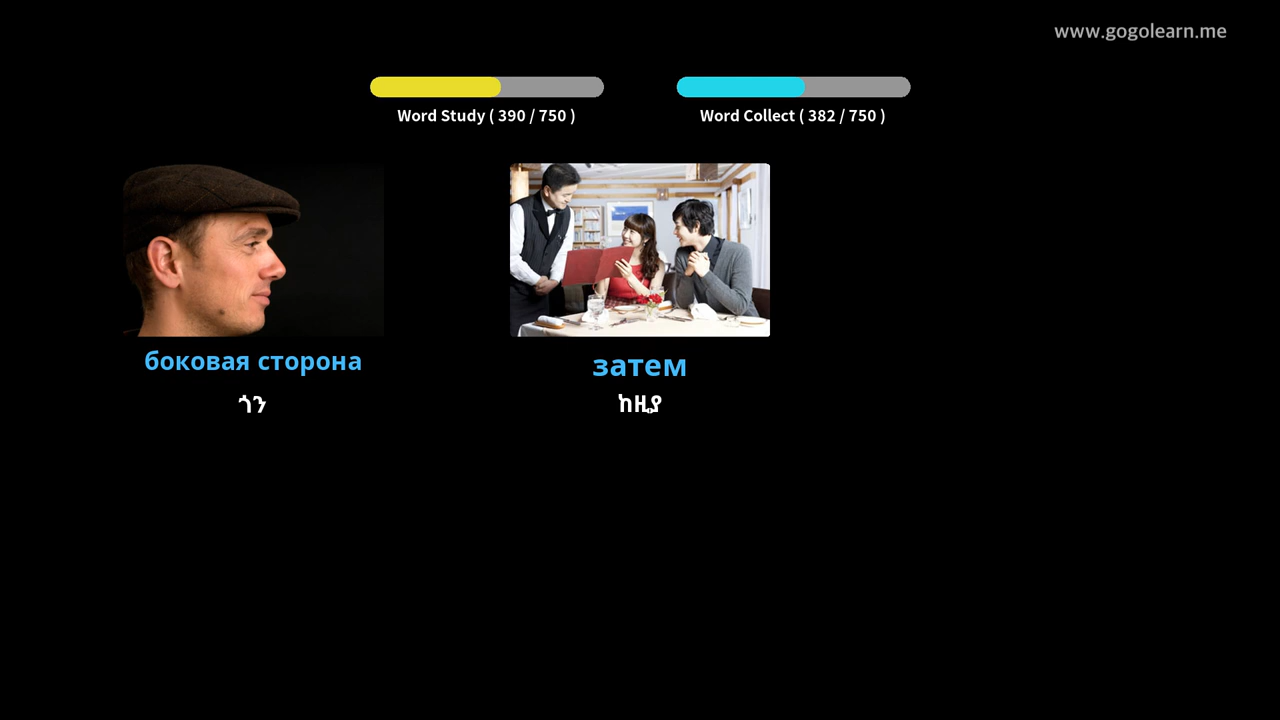 www.gogolearn.me
Word Study ( 390 / 750 )
Word Collect ( 382 / 750 )
боковая сторона
ጎን
затем
ከዚያ